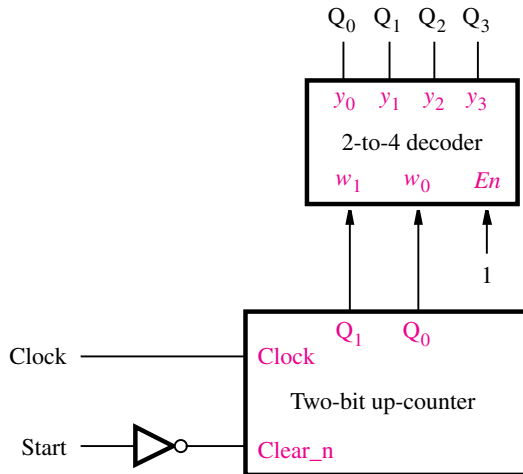 Q0 Q1 Q2 Q3
y0 y1 y2 y3
2-to-4 decoder
w1 w0 En
1
Q1 Q0
Clock Clock
Two-bit up-counter
Start Clear_n